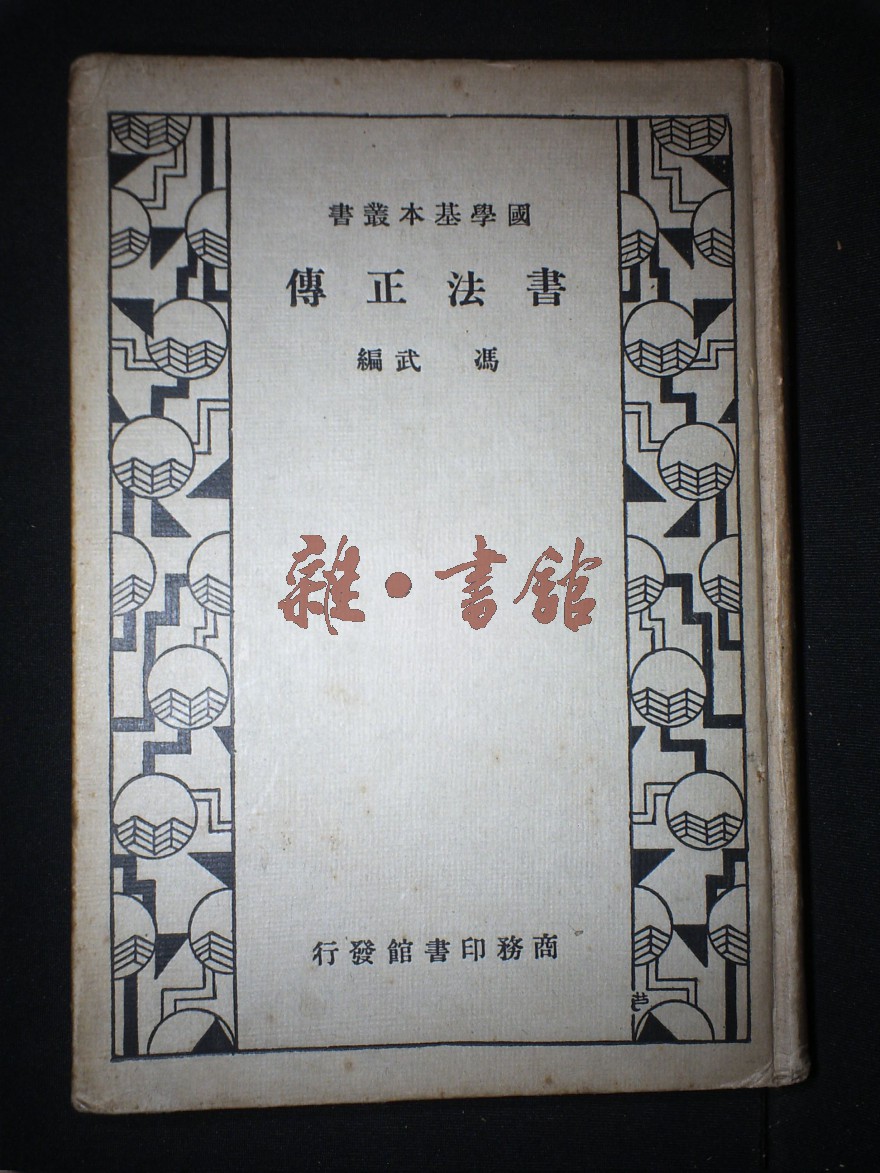 國學基本叢書
書法正傳
馮武編
雜·書館
商務印書館發行